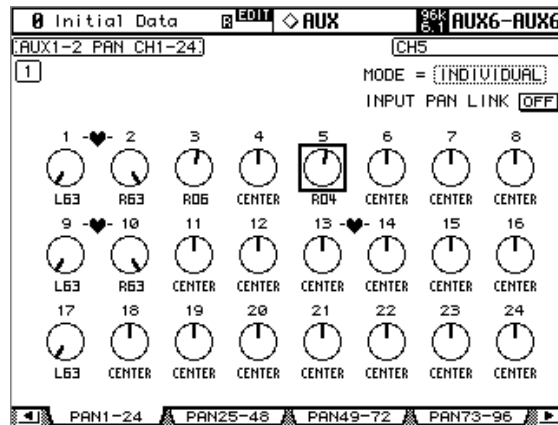 0 Initial Data EDIT ◇AUX 96k 6.1 AUX6-AUX6
AUX1-2 PAN CH1-24 CH5
1 MODE = INDIVIDUAL
INPUT PAN LINK OFF
1 -♥- 2 3 4 5 6 7 8
L63 R63 R06 CENTER R04 CENTER CENTER CENTER
9 -♥- 10 11 12 13 -♥- 14 15 16
L63 R63 CENTER CENTER CENTER CENTER CENTER CENTER
17 18 19 20 21 22 23 24
L63 CENTER CENTER CENTER CENTER CENTER CENTER CENTER
PAN1-24 PAN25-48 PAN49-72 PAN73-96